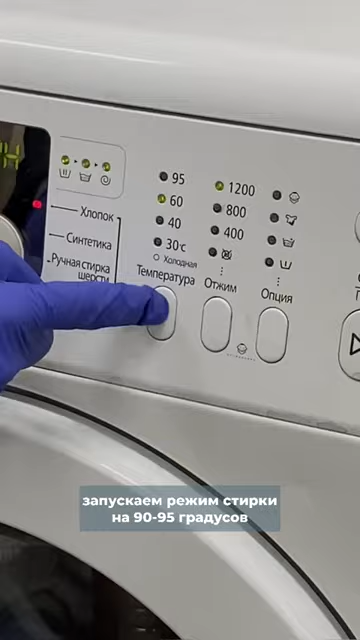 Хлопок
Синтетика
Ручная стирка
шерсти
95
60
40
30°c
Холодная
Температура
1200
800
400
Отжим
Опция
запускаем режим стирки
на 90-95 градусов